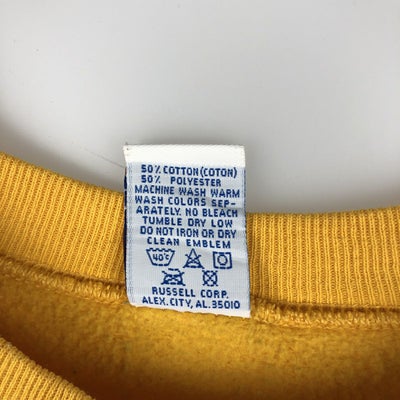 50% COTTON (COTON)
50% POLYESTER
MACHINE WASH WARM
WASH COLORS SEP-
ARATELY. NO BLEACH
TUMBLE DRY LOW
DO NOT IRON OR DRY
CLEAN EMBLEM
40°C
RUSSELL CORP.
ALEX. CITY, AL. 35010